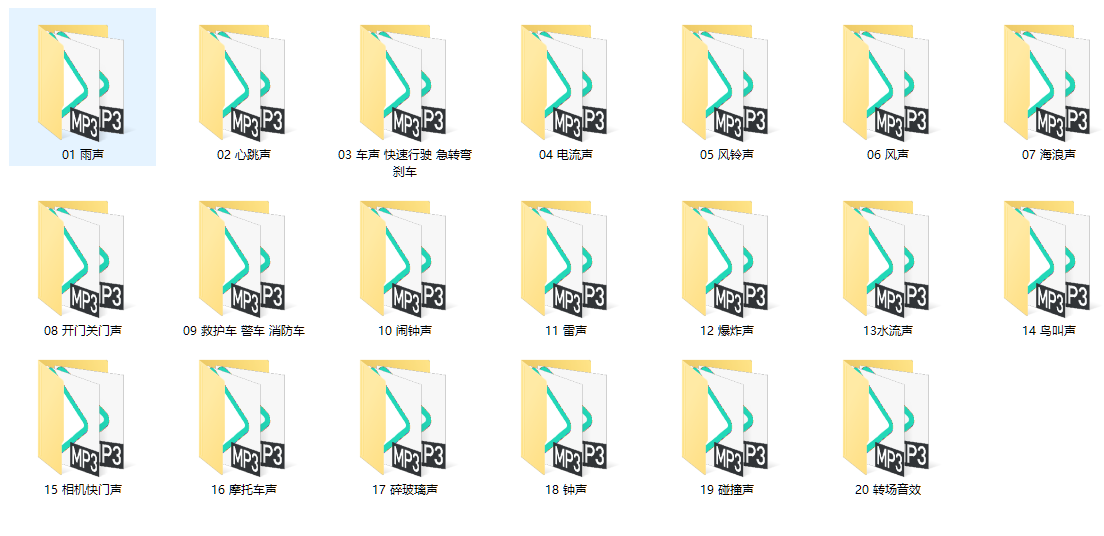 MP3 P3 MP3 P3 MP3 P3 MP3 P3 MP3 P3 MP3 P3 MP3 P3
01 雨声 02 心跳声 03 车声 快速行驶 急转弯 04 电流声 05 风铃声 06 风声 07 海浪声
刹车
MP3 P3 MP3 P3 MP3 P3 MP3 P3 MP3 P3 MP3 P3 MP3 P3
08 开门关门声 09 救护车 警车 消防车 10 闹钟声 11 雷声 12 爆炸声 13水流声 14 鸟叫声
MP3 P3 MP3 P3 MP3 P3 MP3 P3 MP3 P3 MP3 P3
15 相机快门声 16 摩托车声 17 碎玻璃声 18 钟声 19 碰撞声 20 转场音效